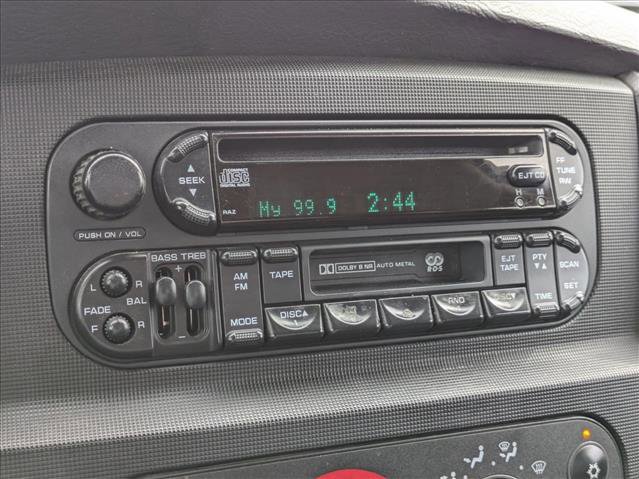 COMPACT
disc
DIGITAL AUDIO
SEEK
RAZ
My 99.9 2:44
EJT CD
H M
FF
TUNE
RW
PUSH ON / VOL
BASS TREB
+
-
L R
FADE BAL
F R
AM
FM
MODE
TAPE
DOLBY B NR AUTO METAL
RDS
EJT
TAPE
PTY
TIME
SCAN
SET
DISC
RND